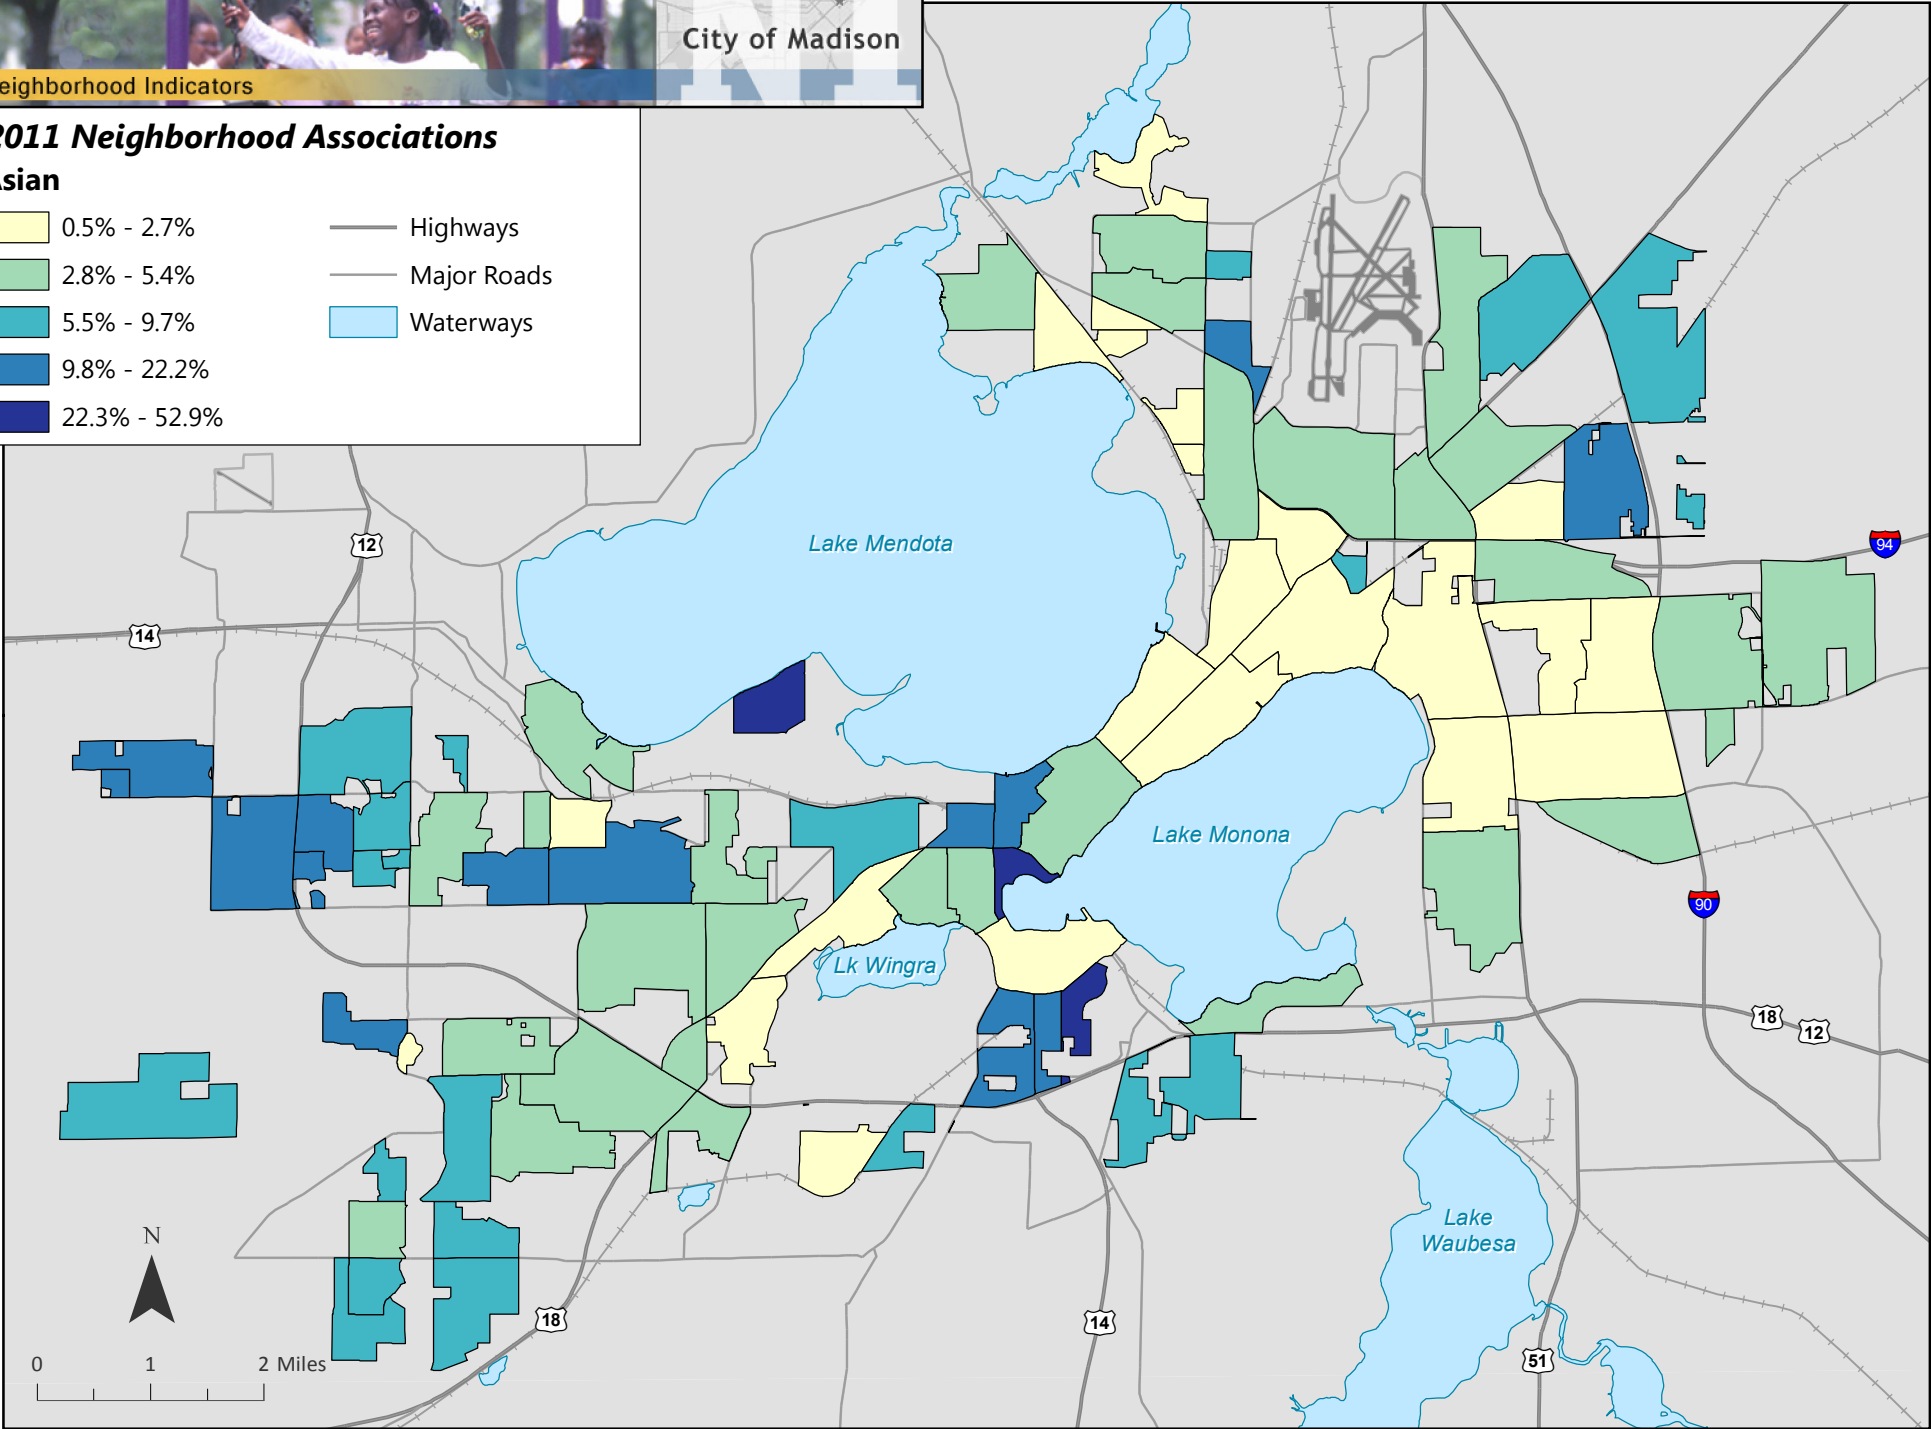 City of Madison
eighborhood Indicators
2011 Neighborhood Associations
Asian
0.5% - 2.7%
2.8% - 5.4%
5.5% - 9.7%
9.8% - 22.2%
22.3% - 52.9%
Highways
Major Roads
Waterways
12
Lake Mendota
94
14
Lake Monona
90
Lk Wingra
18
12
Lake
Waubesa
N
18
14
51
0 1 2 Miles